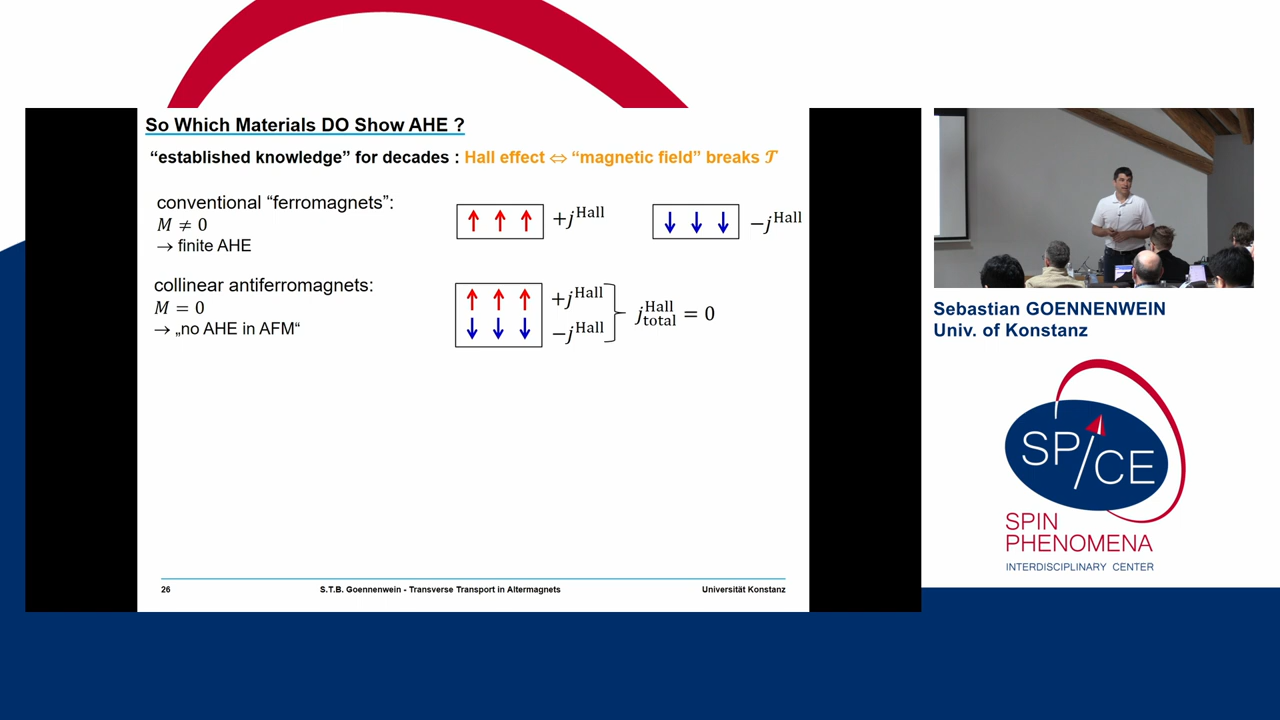 So Which Materials DO Show AHE ?
“established knowledge” for decades : Hall effect ⇔ “magnetic field” breaks 𝒯
conventional “ferromagnets”:
M ≠ 0
→ finite AHE
+j^Hall
−j^Hall
collinear antiferromagnets:
M = 0
→ „no AHE in AFM“
+j^Hall
−j^Hall
j_total^Hall = 0
26 S.T.B. Goennenwein - Transverse Transport in Altermagnets Universität Konstanz
Sebastian GOENNENWEIN
Univ. of Konstanz
SP/CE
SPIN
PHENOMENA
INTERDISCIPLINARY CENTER